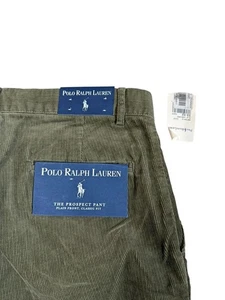 POLO RALPH LAUREN
POLO RALPH LAUREN
THE PROSPECT PANT
PLAIN FRONT, CLASSIC FIT